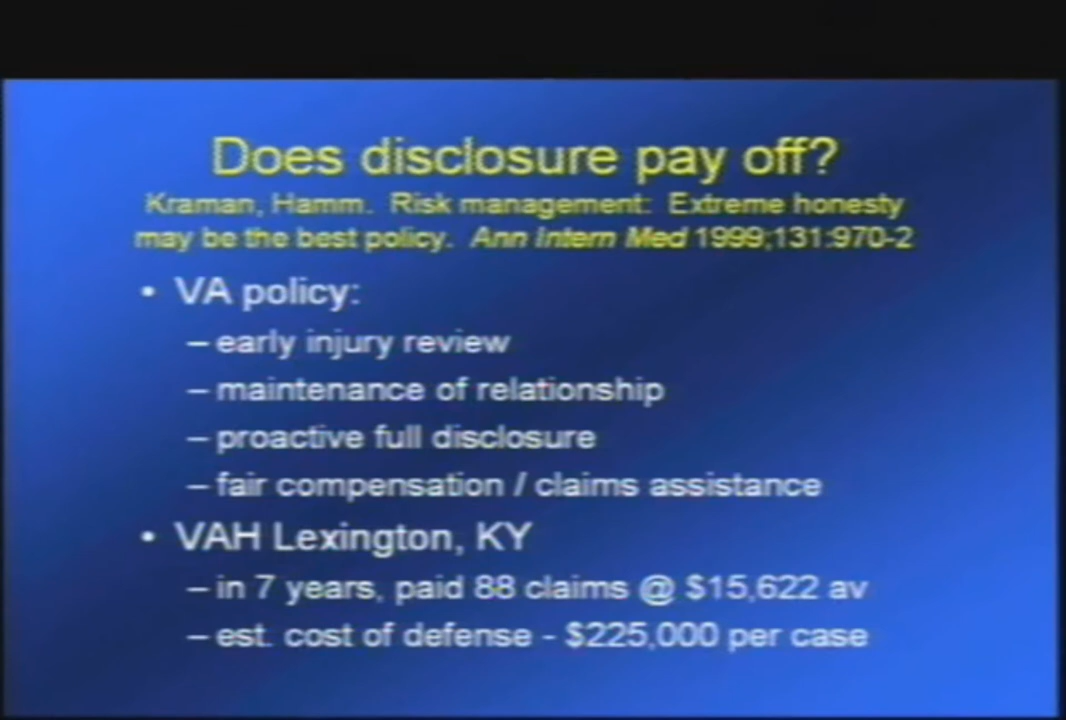 Does disclosure pay off?
Kraman, Hamm. Risk management: Extreme honesty
may be the best policy. Ann Intern Med 1999;131:970-2
• VA policy:
– early injury review
– maintenance of relationship
– proactive full disclosure
– fair compensation / claims assistance
• VAH Lexington, KY
– in 7 years, paid 88 claims @ $15,622 av
– est. cost of defense - $225,000 per case